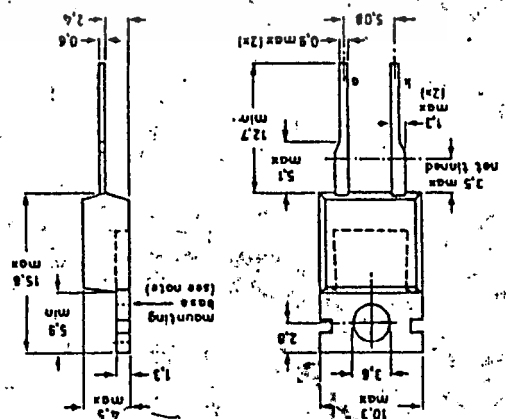 10,3
max
3,6
2,8
3,5 max
not tinned
5,1
max
1,3
max
(2x)
12,7
min
k
a
0,9 max (2x)
5,08
4,5
max
1,3
5,9
min
mounting
base
(see note)
15,8
max
0,6
2,4